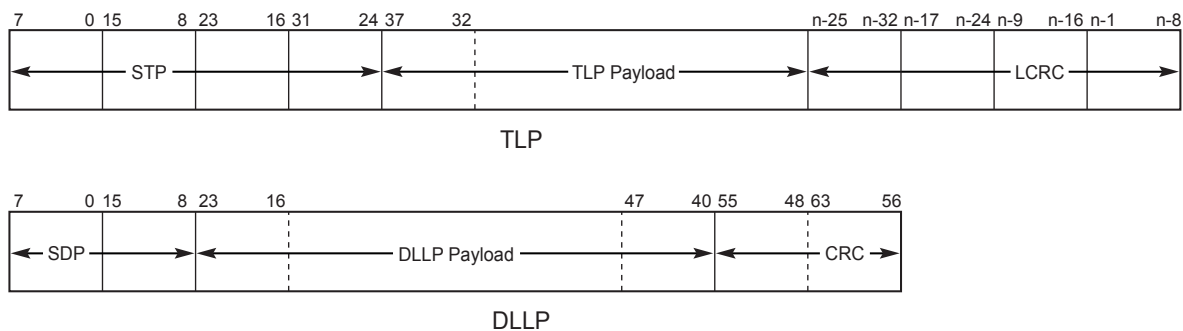 7 0 15 8 23 16 31 24 37 32 n-25 n-32 n-17 n-24 n-9 n-16 n-1 n-8
STP TLP Payload LCRC
TLP
7 0 15 8 23 16 47 40 55 48 63 56
SDP DLLP Payload CRC
DLLP